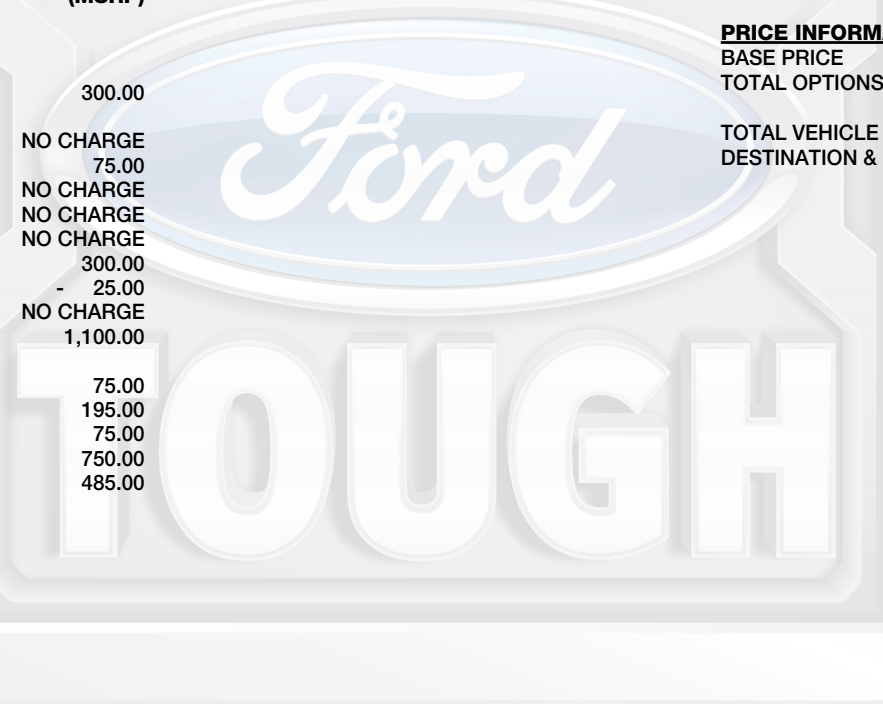 (MSRP)
300.00
NO CHARGE
75.00
NO CHARGE
NO CHARGE
NO CHARGE
300.00
- 25.00
NO CHARGE
1,100.00
75.00
195.00
75.00
750.00
485.00
PRICE INFORMA
BASE PRICE
TOTAL OPTIONS
TOTAL VEHICLE
DESTINATION &
Ford
TOUGH